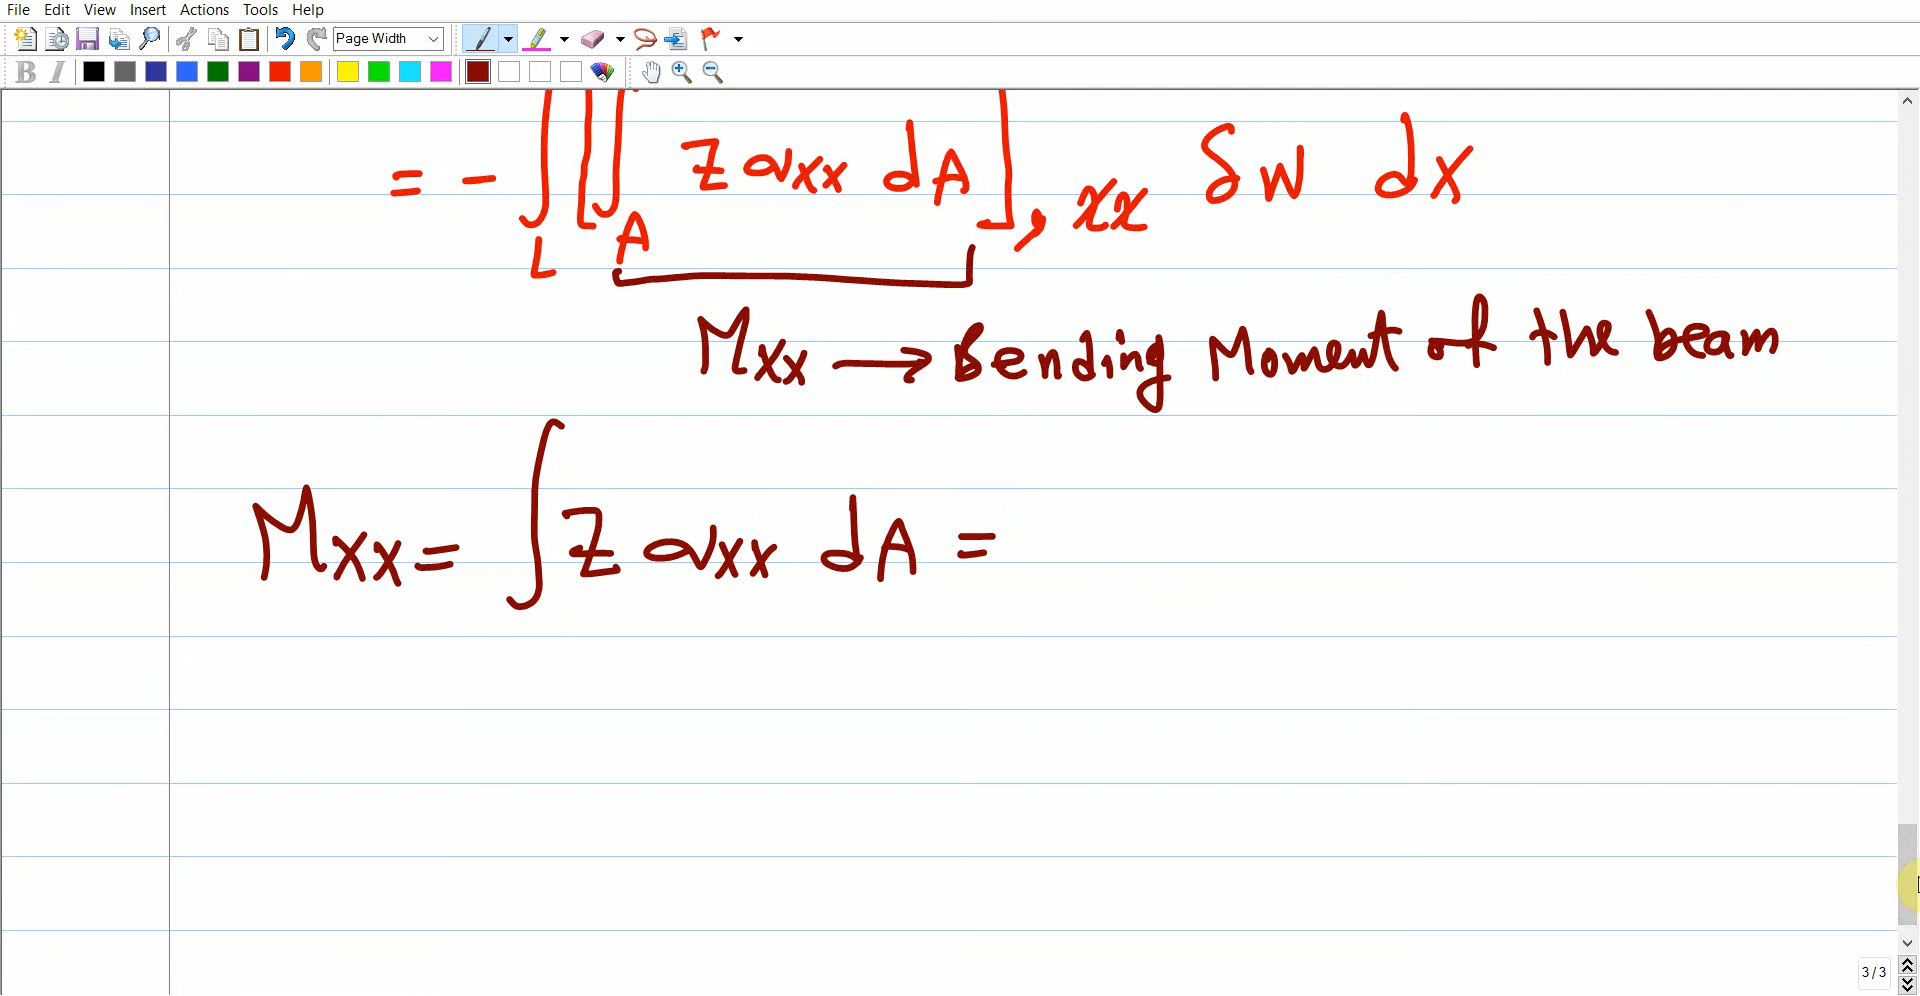 File Edit View Insert Actions Tools Help
Page Width
B I
= - ∫ [ ∫ z σxx dA ] , xx δw dx
L A
Mxx → Bending Moment of the beam
Mxx = ∫ z σxx dA =
3 / 3